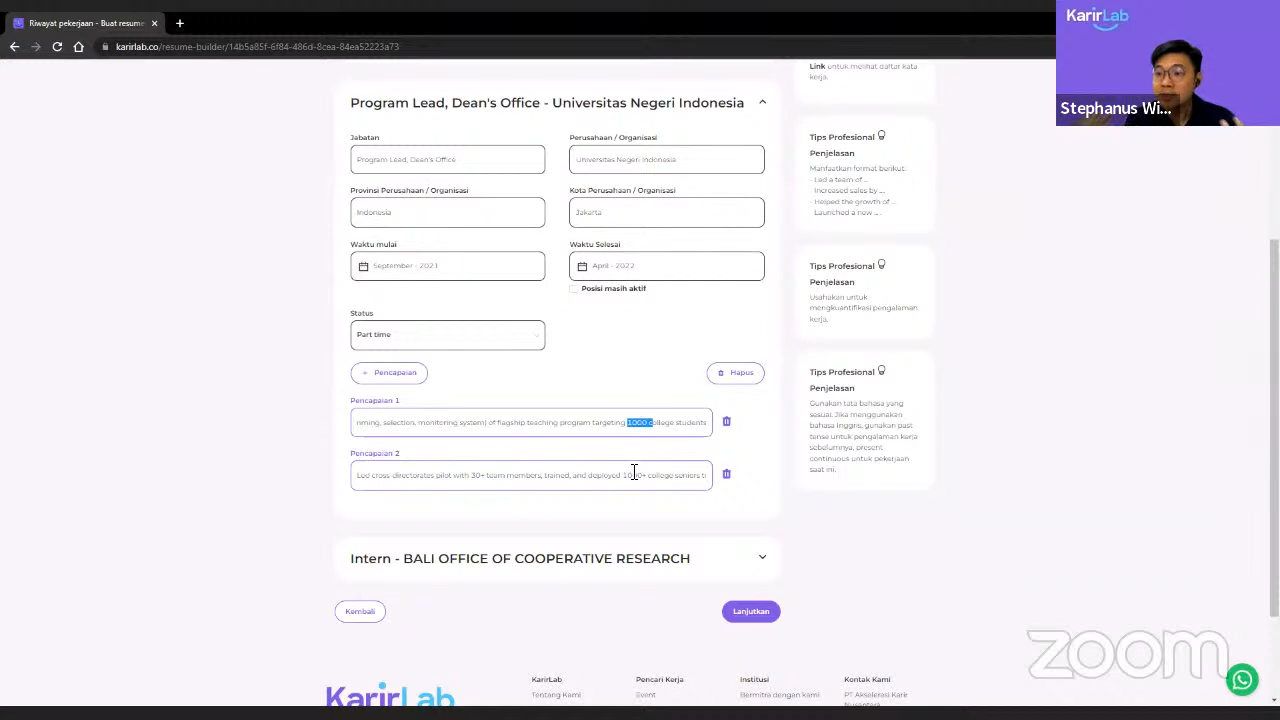 Riwayat pekerjaan - Buat resume
karirlab.co/resume-builder/14b5a85f-6f84-486d-8cea-84ea52223a73
KarirLab
Stephanus Wi...
Link untuk melihat daftar kata
kerja.
Program Lead, Dean's Office - Universitas Negeri Indonesia
Jabatan
Perusahaan / Organisasi
Program Lead, Dean's Office
Universitas Negeri Indonesia
Provinsi Perusahaan / Organisasi
Kota Perusahaan / Organisasi
Indonesia
Jakarta
Waktu mulai
Waktu Selesai
September - 2021
April - 2022
Posisi masih aktif
Status
Part time
+ Pencapaian
Hapus
Pencapaian 1
nming, selection, monitoring system) of flagship teaching program targeting 1000 college students
Pencapaian 2
Led cross directorates pilot with 30+ team members, trained, and deployed 1000+ college seniors t
Intern - BALI OFFICE OF COOPERATIVE RESEARCH
Kembali
Lanjutkan
Tips Profesional
Penjelasan
Manfaatkan format berikut:
- Led a team of ...
Increased sales by ....
- Helped the growth of ...
Launched a new ....
Tips Profesional
Penjelasan
Usahakan untuk
mengkuantifikasi pengalaman
kerja.
Tips Profesional
Penjelasan
Gunakan tata bahasa yang
sesuai. Jika menggunakan
bahasa inggris, gunakan past
tense untuk pengalaman kerja
sebelumnya, present
continuous untuk pekerjaan
saat ini.
zoom
KarirLab
KarirLab
Tentang Kami
Pencari Kerja
Event
Institusi
Bermitra dengan kami
Kontak Kami
PT Akselerasi Karir
Nusantara